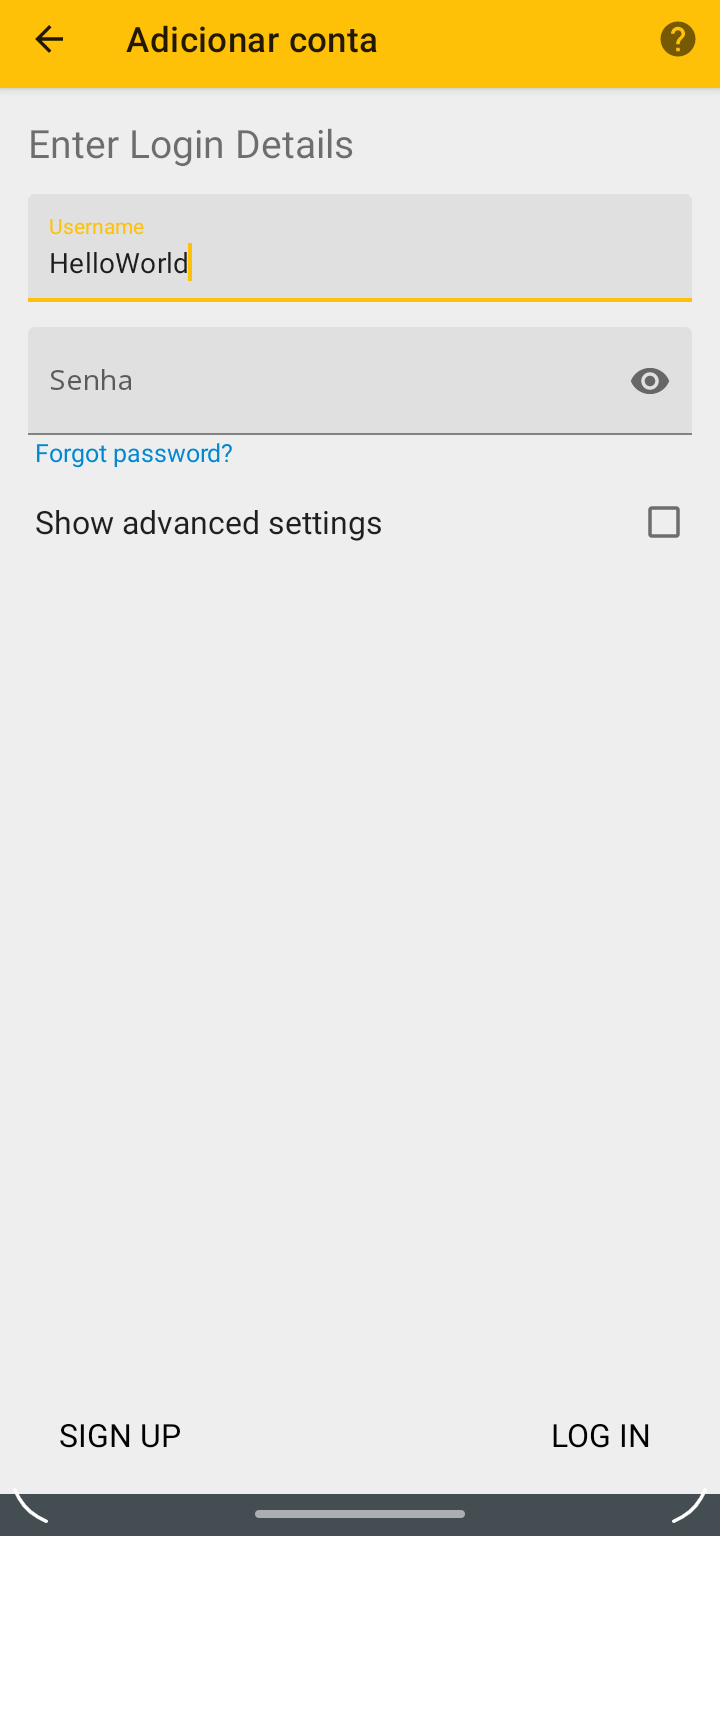 Adicionar conta
Enter Login Details
Username
HelloWorld
Senha
Forgot password?
Show advanced settings
SIGN UP
LOG IN